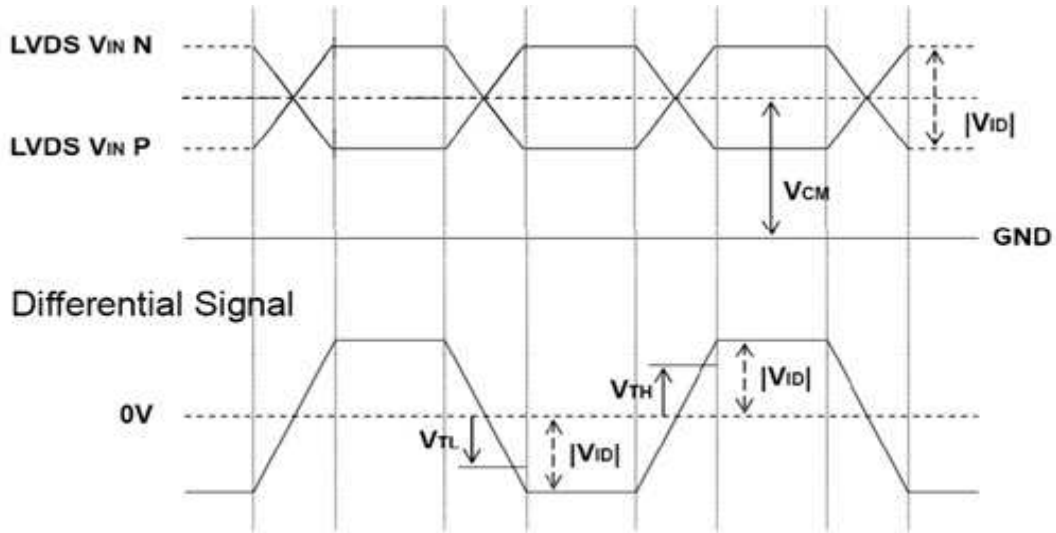 LVDS VIN N
LVDS VIN P
|VID|
VCM
GND
Differential Signal
0V
VTL
|VID|
VTH
|VID|